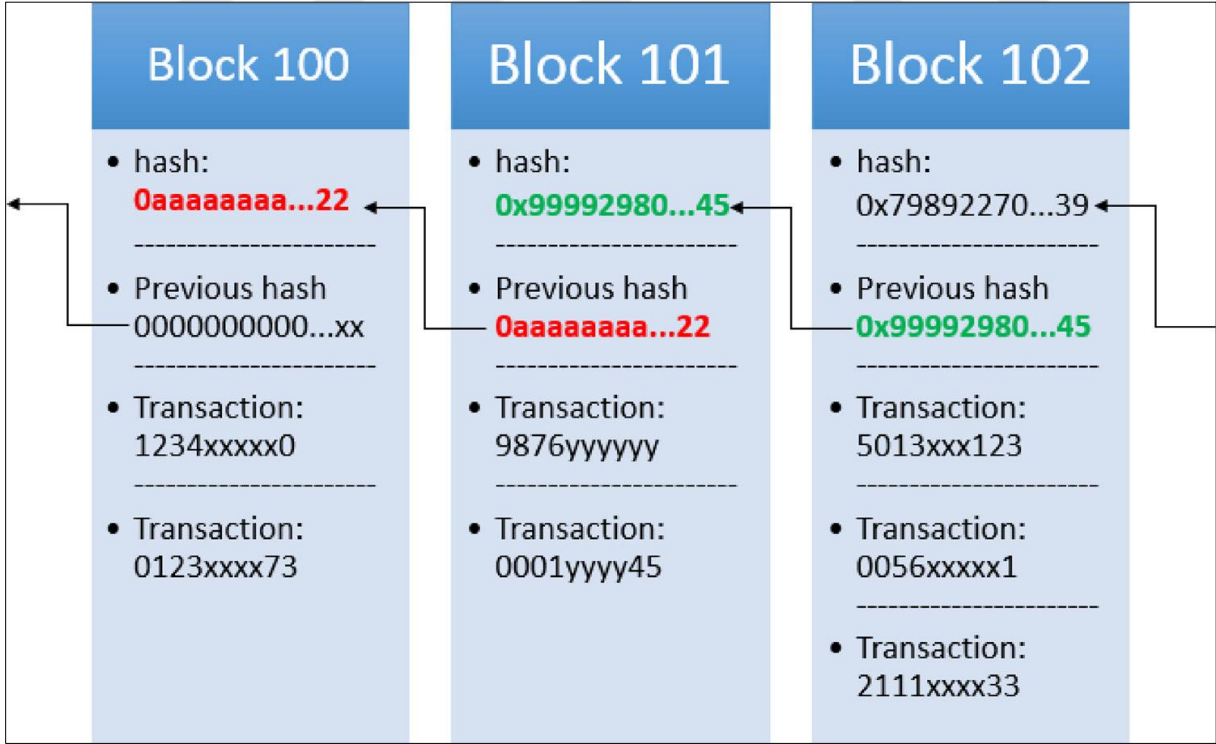 Block 100
• hash:
0aaaaaaaa...22
-----------------------
• Previous hash
0000000000...xx
-----------------------
• Transaction:
1234xxxxx0
-----------------------
• Transaction:
0123xxxx73
Block 101
• hash:
0x99992980...45
-----------------------
• Previous hash
0aaaaaaaa...22
-----------------------
• Transaction:
9876yyyyyy
-----------------------
• Transaction:
0001yyyy45
Block 102
• hash:
0x79892270...39
-----------------------
• Previous hash
0x99992980...45
-----------------------
• Transaction:
5013xxx123
-----------------------
• Transaction:
0056xxxxx1
-----------------------
• Transaction:
2111xxxx33